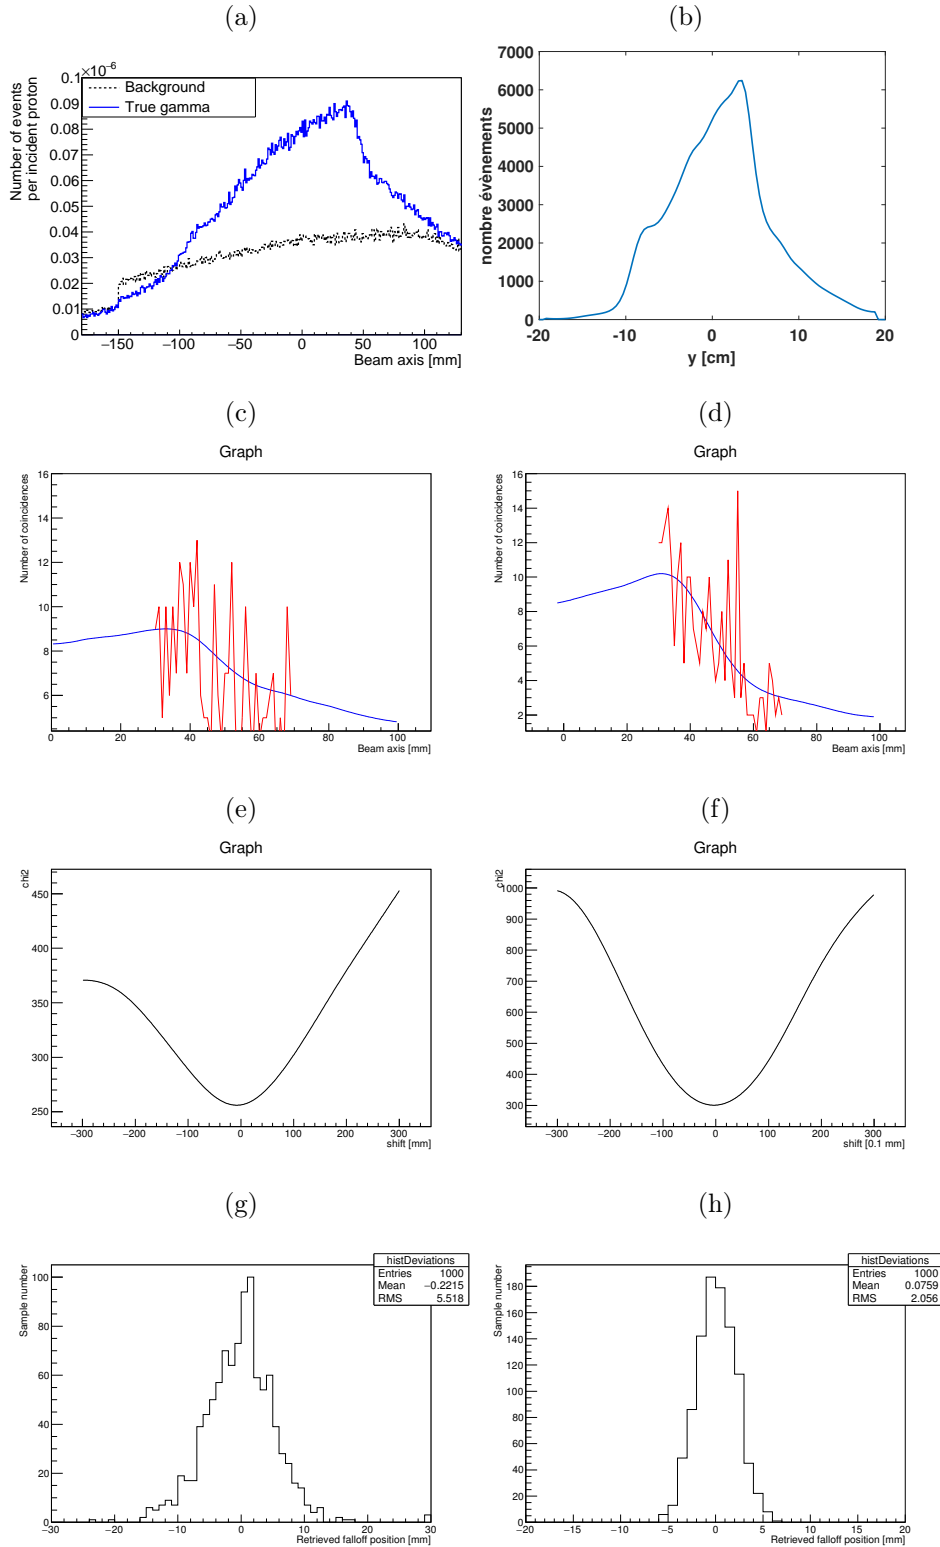 (a)
(b)
×10⁻⁶
Number of events
per incident proton
0.1
0.09
0.08
0.07
0.06
0.05
0.04
0.03
0.02
0.01
0
Background
True gamma
−150
−100
−50
0
50
100
Beam axis [mm]
nombre évènements
7000
6000
5000
4000
3000
2000
1000
0
-20
-10
0
10
20
y [cm]
(c)
(d)
Graph
Number of coincidences
16
14
12
10
8
6
0
20
40
60
80
100
Beam axis [mm]
Graph
Number of coincidences
16
14
12
10
8
6
4
2
0
20
40
60
80
100
Beam axis [mm]
(e)
(f)
Graph
chi2
450
400
350
300
250
−300
−200
−100
0
100
200
300
shift [mm]
Graph
chi2
1000
900
800
700
600
500
400
300
−300
−200
−100
0
100
200
300
shift [0.1 mm]
(g)
(h)
Sample number
100
80
60
40
20
0
histDeviations
Entries 1000
Mean −0.2215
RMS 5.518
−30
−20
−10
0
10
20
30
Retrieved falloff position [mm]
Sample number
180
160
140
120
100
80
60
40
20
0
histDeviations
Entries 1000
Mean 0.0759
RMS 2.056
−20
−15
−10
−5
0
5
10
15
20
Retrieved falloff position [mm]